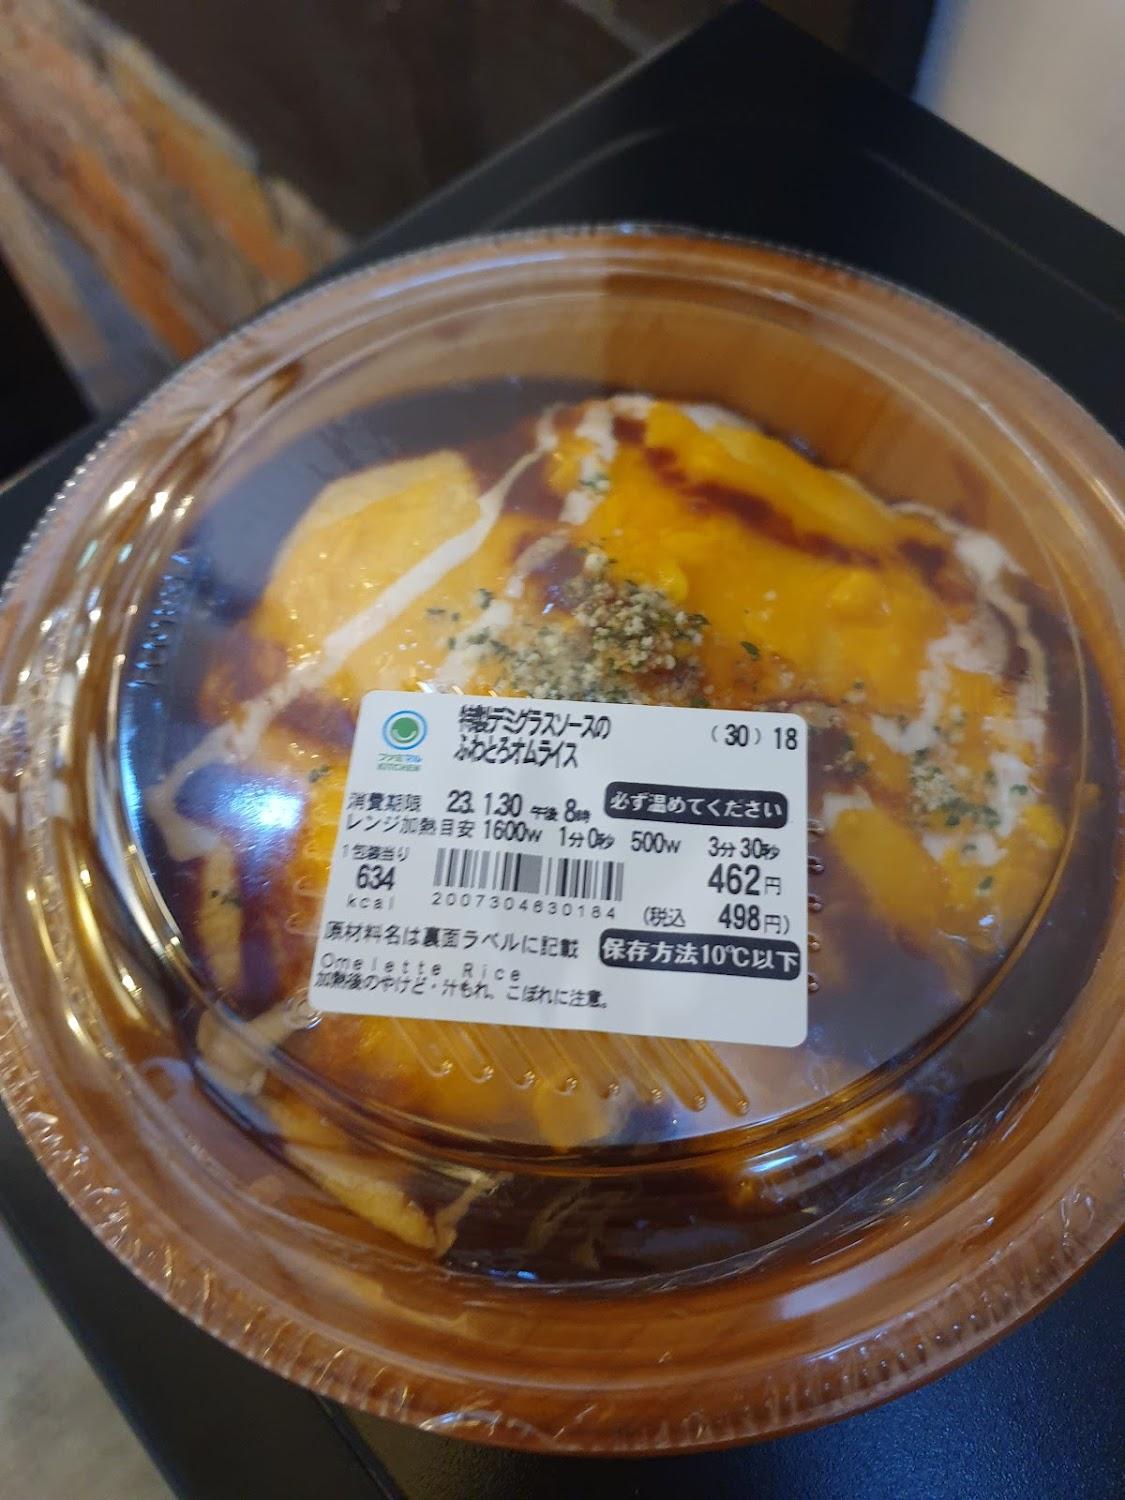 特製デミグラスソースの
ふわとろオムライス
(30) 18
ファミマル
KITCHEN
消費期限 23. 1.30 午後 8時
必ず温めてください
レンジ加熱目安 1600w 1分 0秒 500w 3分 30秒
1包装当り
634
kcal
2007304630184
462円
(税込 498円)
原材料名は裏面ラベルに記載
保存方法10℃以下
Omelette Rice
加熱後のやけど・汁もれ、こぼれに注意。